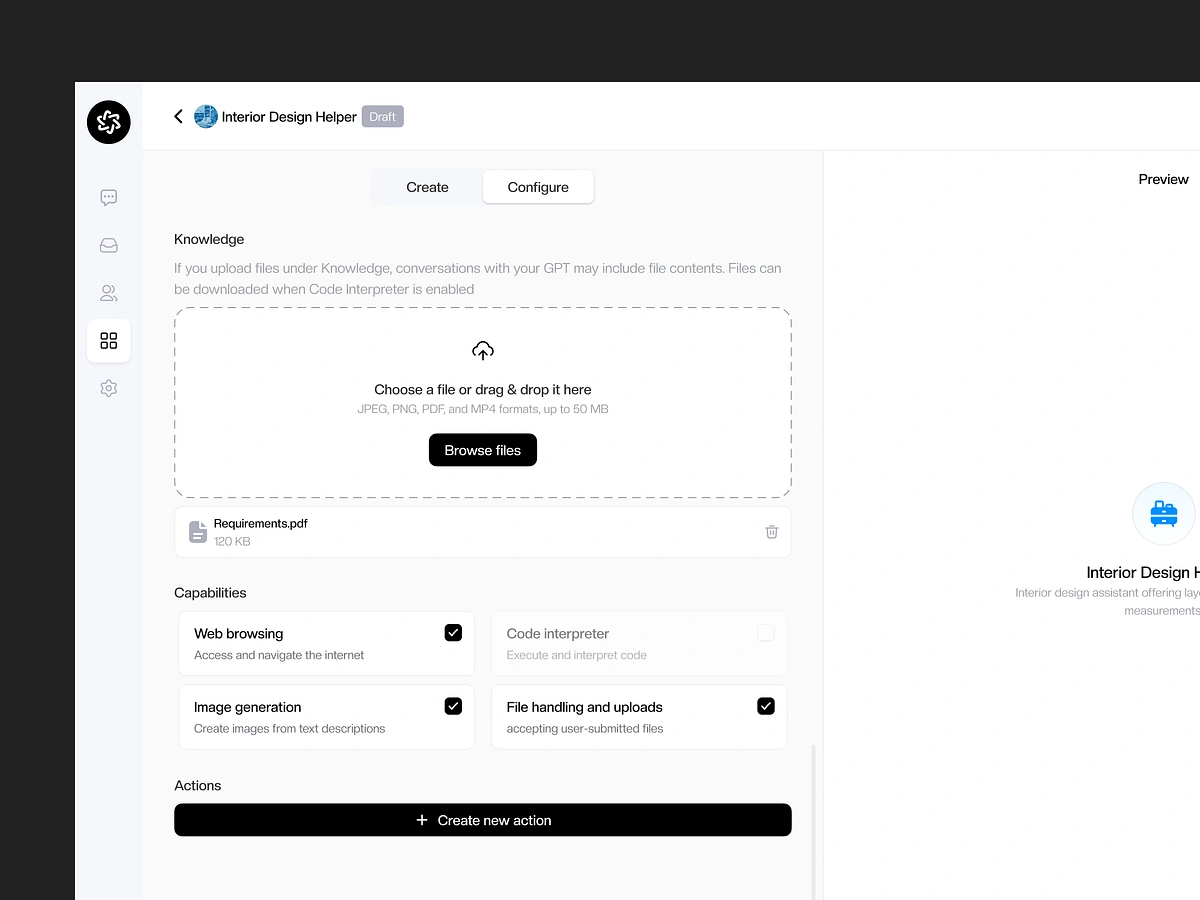 Interior Design Helper Draft
Create Configure
Preview
Knowledge
If you upload files under Knowledge, conversations with your GPT may include file contents. Files can
be downloaded when Code Interpreter is enabled
Choose a file or drag & drop it here
JPEG, PNG, PDF, and MP4 formats, up to 50 MB
Browse files
Requirements.pdf
120 KB
Capabilities
Web browsing
Access and navigate the internet
Code interpreter
Execute and interpret code
Image generation
Create images from text descriptions
File handling and uploads
accepting user-submitted files
Actions
+ Create new action
Interior Design H
Interior design assistant offering lay
measurements